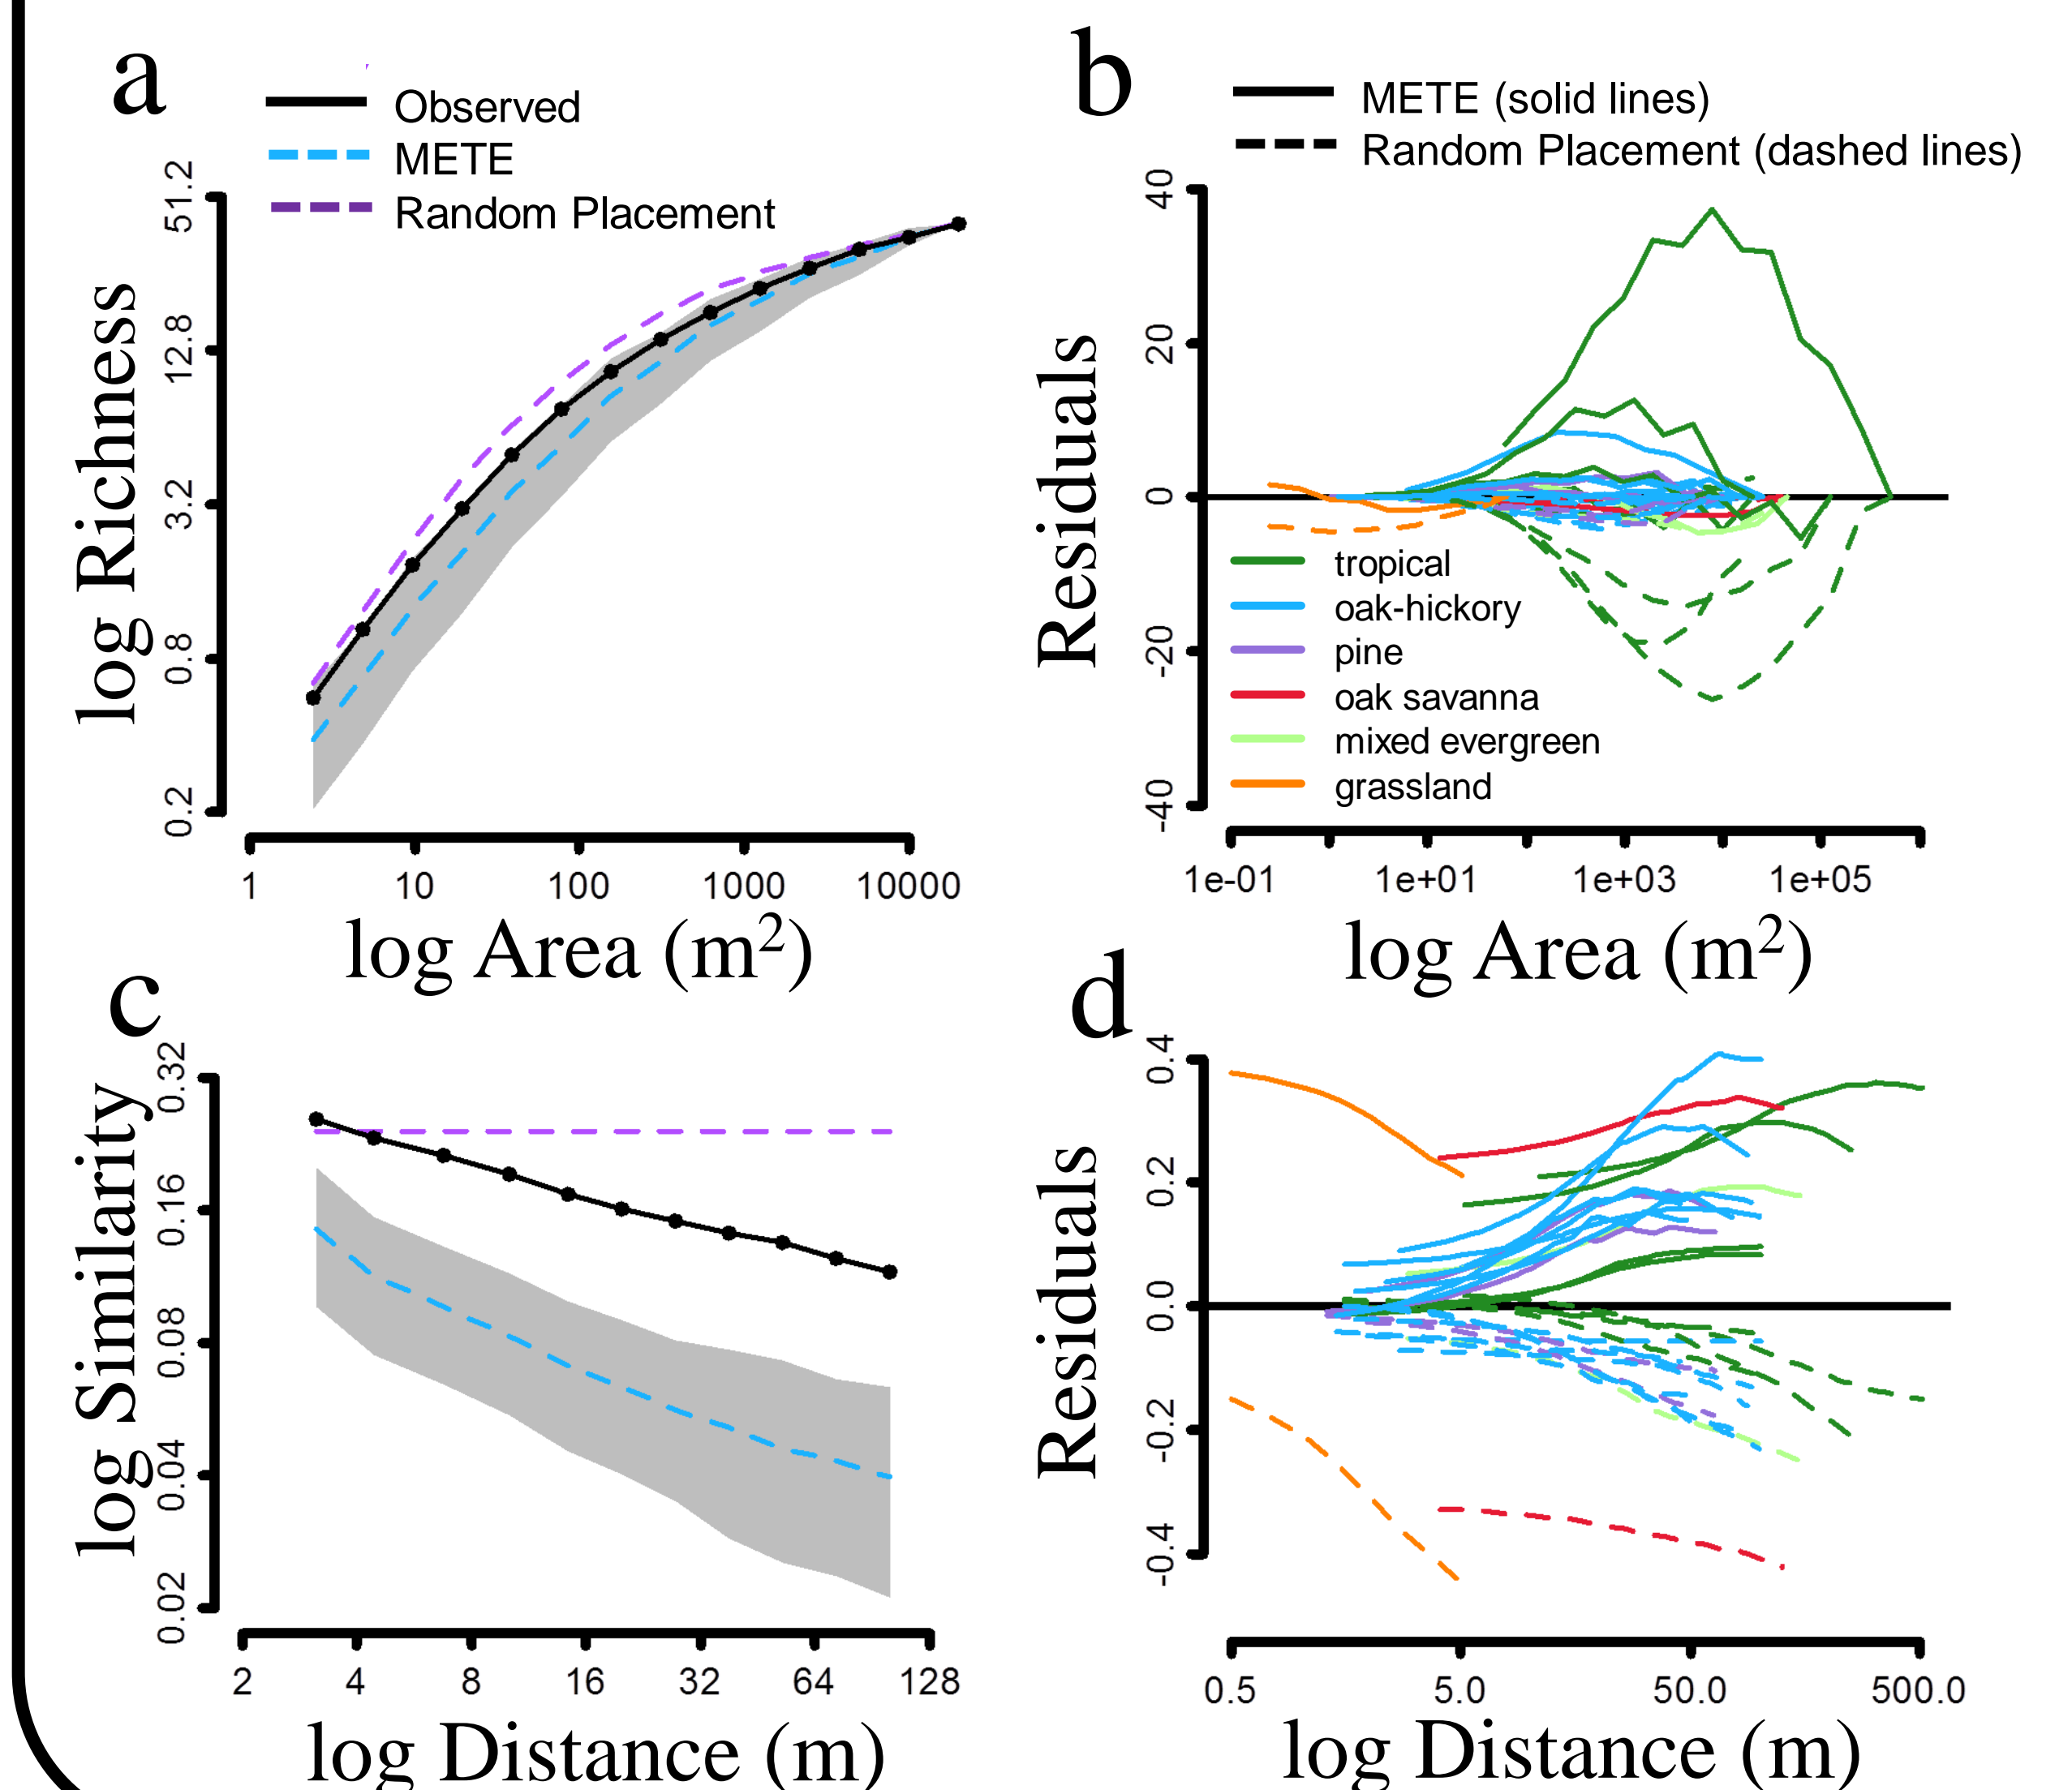 a
Observed
METE
Random Placement
51.2
12.8
3.2
0.8
0.2
log Richness
1 10 100 1000 10000
log Area (m²)
b
METE (solid lines)
Random Placement (dashed lines)
40
20
0
-20
-40
Residuals
tropical
oak-hickory
pine
oak savanna
mixed evergreen
grassland
1e-01 1e+01 1e+03 1e+05
log Area (m²)
c
0.32
0.16
0.08
0.04
0.02
log Similarity
2 4 8 16 32 64 128
log Distance (m)
d
0.4
0.2
0.0
-0.2
-0.4
Residuals
0.5 5.0 50.0 500.0
log Distance (m)